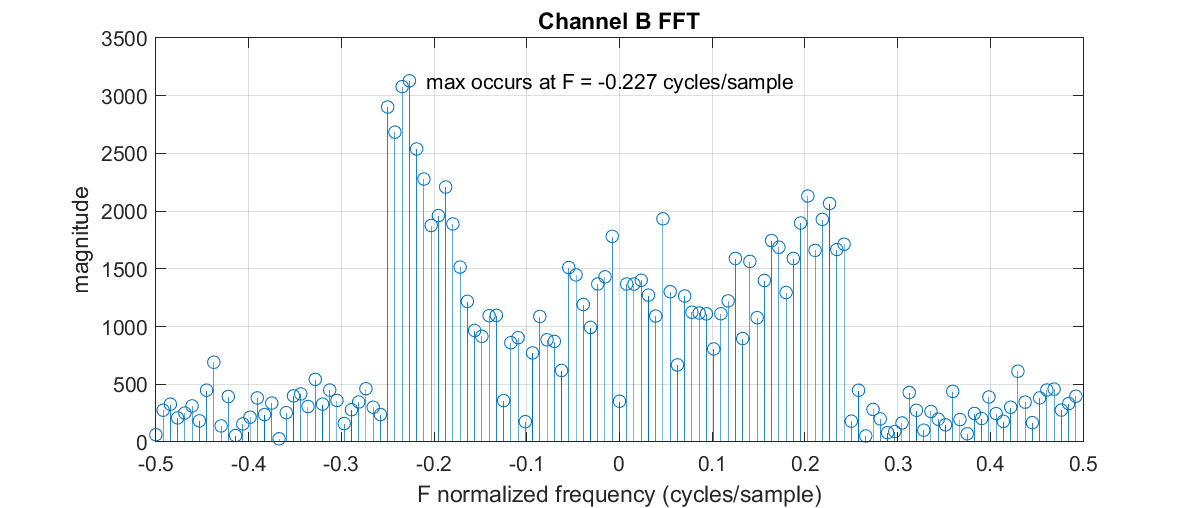 Channel B FFT
3500
3000
2500
2000
1500
1000
500
0
magnitude
max occurs at F = -0.227 cycles/sample
-0.5 -0.4 -0.3 -0.2 -0.1 0 0.1 0.2 0.3 0.4 0.5
F normalized frequency (cycles/sample)